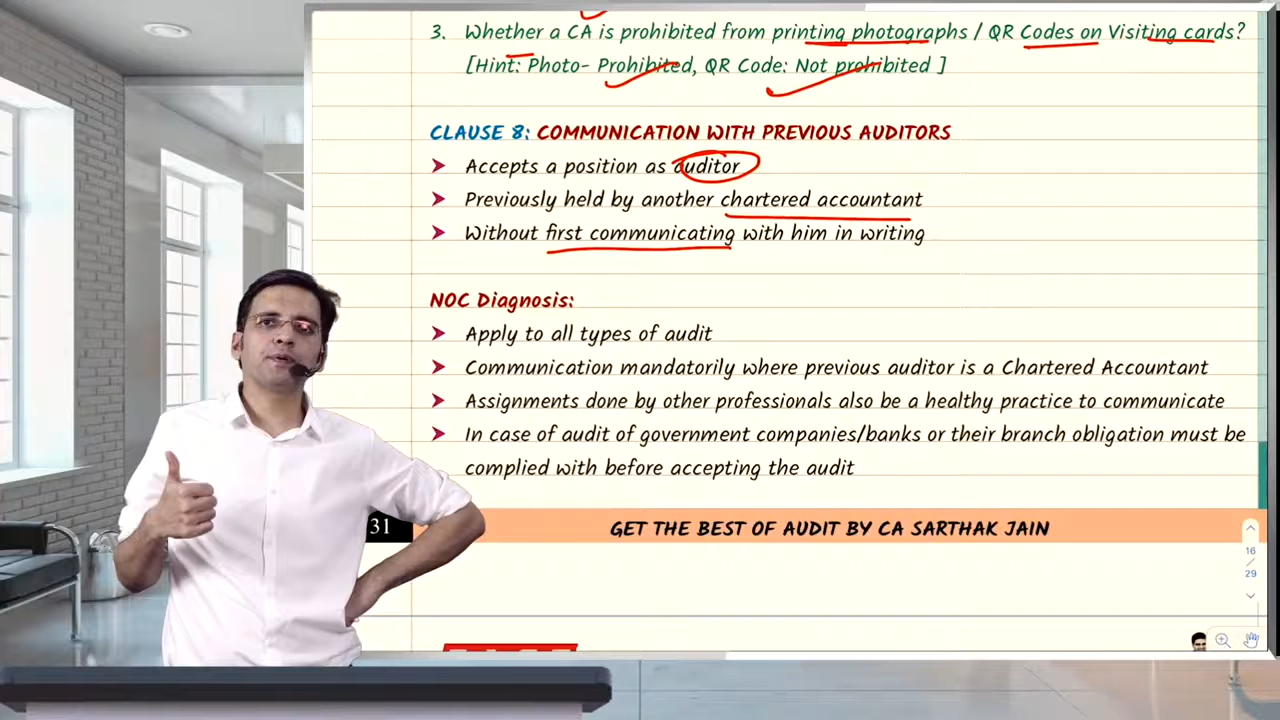 3. Whether a CA is prohibited from printing photographs / QR Codes on Visiting cards?
[Hint: Photo- Prohibited, QR Code: Not prohibited ]
CLAUSE 8: COMMUNICATION WITH PREVIOUS AUDITORS
➤ Accepts a position as auditor
➤ Previously held by another chartered accountant
➤ Without first communicating with him in writing
NOC Diagnosis:
➤ Apply to all types of audit
➤ Communication mandatorily where previous auditor is a Chartered Accountant
➤ Assignments done by other professionals also be a healthy practice to communicate
➤ In case of audit of government companies/banks or their branch obligation must be
complied with before accepting the audit
31 GET THE BEST OF AUDIT BY CA SARTHAK JAIN
16
/
29